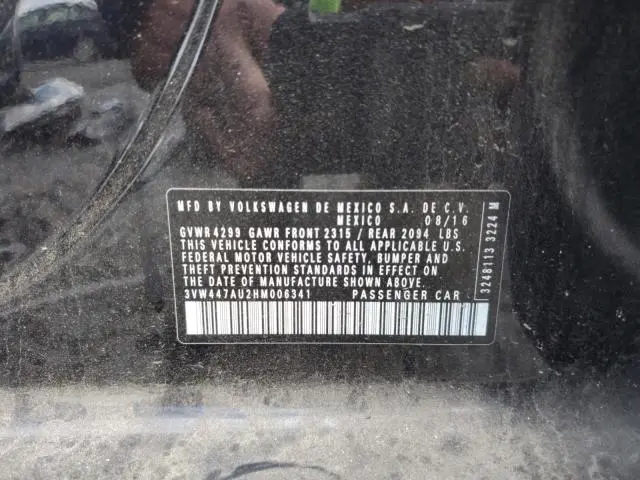 MFD BY VOLKSWAGEN DE MEXICO S.A. DE C.V.
MEXICO 08/16
GVWR 4299 GAWR FRONT 2315 / REAR 2094 LBS
THIS VEHICLE CONFORMS TO ALL APPLICABLE U.S.
FEDERAL MOTOR VEHICLE SAFETY, BUMPER AND
THEFT PREVENTION STANDARDS IN EFFECT ON
THE DATE OF MANUFACTURE SHOWN ABOVE.
3VW447AU2HM006341 PASSENGER CAR
3248113 3224 M